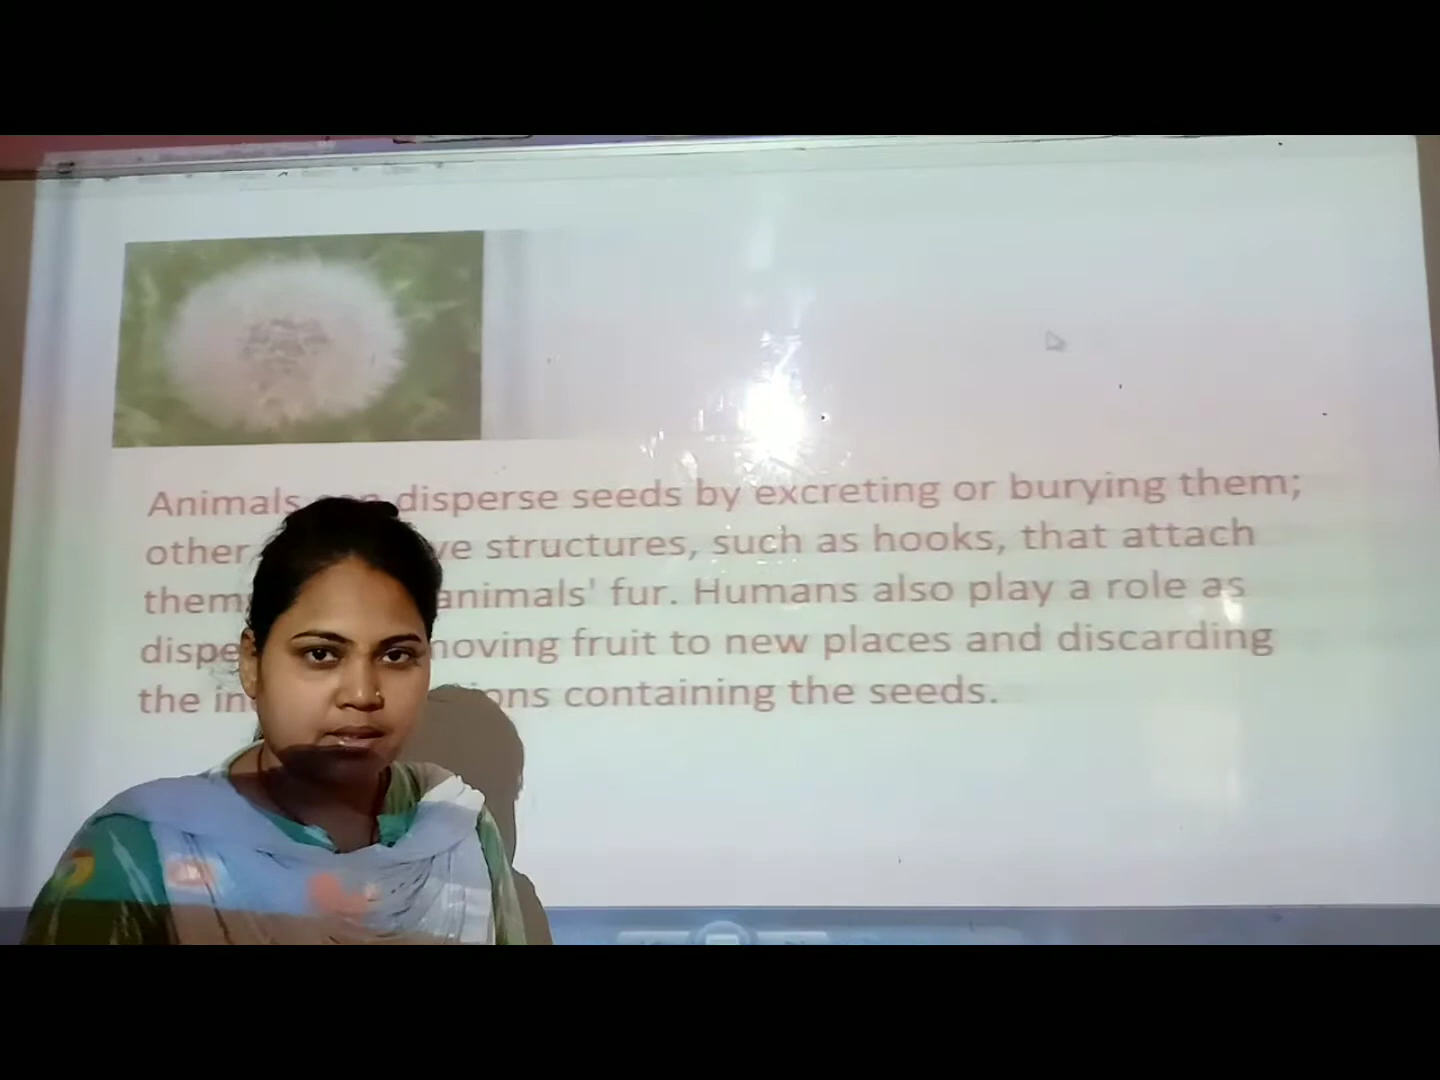 Animals can disperse seeds by excreting or burying them;
other ve structures, such as hooks, that attach
them animals' fur. Humans also play a role as
dispe moving fruit to new places and discarding
the in ons containing the seeds.